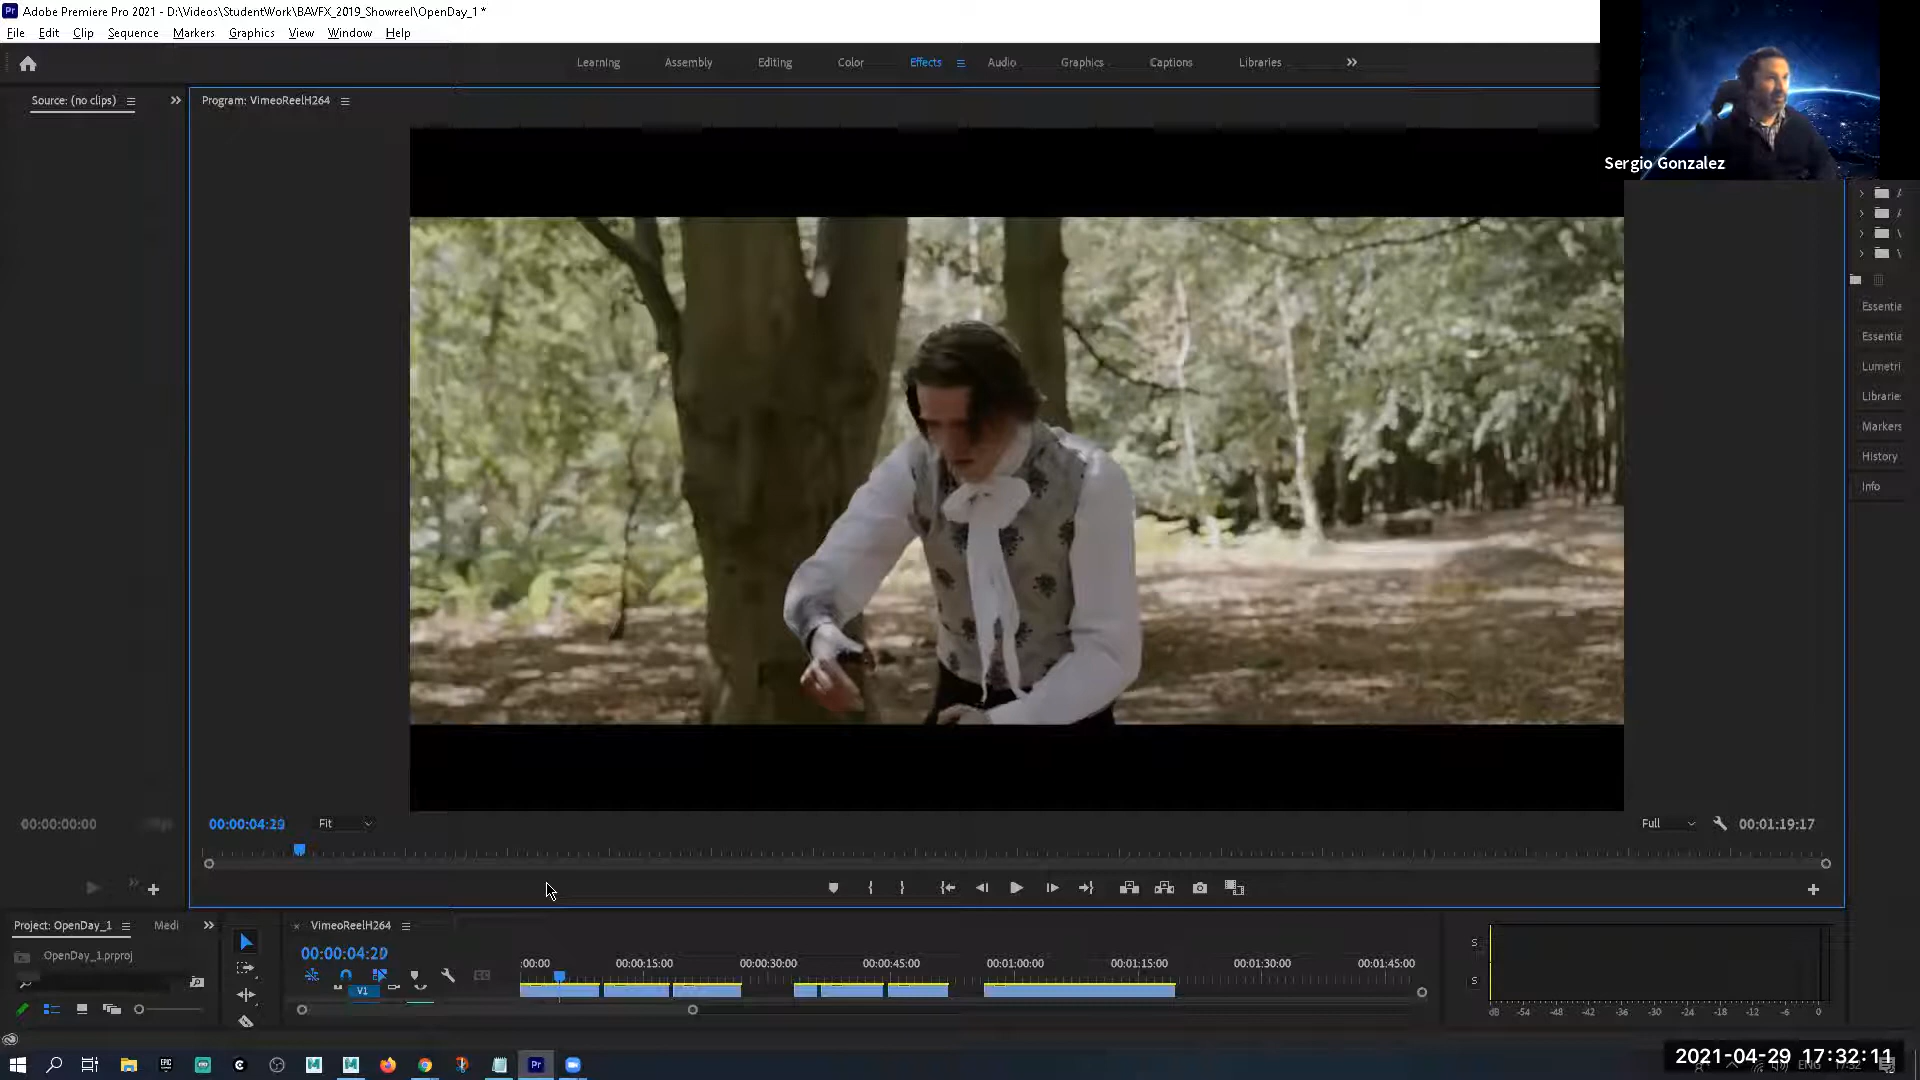 Adobe Premiere Pro 2021 - D:\Videos\StudentWork\BAVFX_2019_Showreel\OpenDay_1 *
File Edit Clip Sequence Markers Graphics View Window Help
Learning Assembly Editing Color Effects Audio Graphics Captions Libraries
Source: (no clips)
Program: VimeoReelH264
Sergio Gonzalez
Essentia
Essentia
Lumetri
Librarie
Markers
History
Info
00:00:00:00
00:00:04:20
Fit
Full
00:01:19:17
Project: OpenDay_1
Medi
VimeoReelH264
OpenDay_1.prproj
00:00:04:20
:00:00 00:00:15:00 00:00:30:00 00:00:45:00 00:01:00:00 00:01:15:00 00:01:30:00 00:01:45:00
V1
S
S
dB -54 -48 -42 -36 -30 -24 -18 -12 -6 0
2021-04-29 17:32:11
ENG